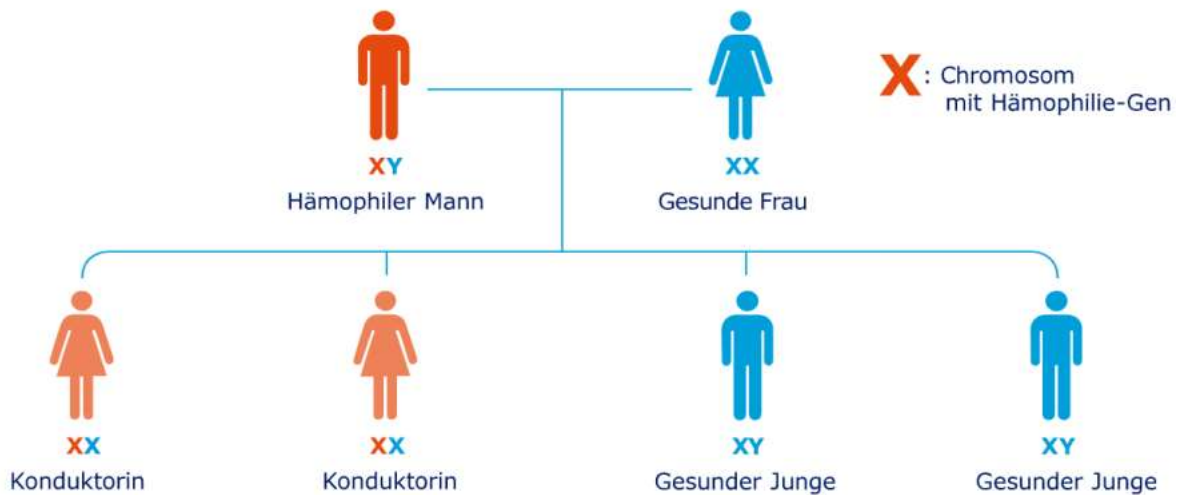 X: Chromosom
mit Hämophilie-Gen
XY
XX
Hämophiler Mann
Gesunde Frau
XX
XX
XY
XY
Konduktorin
Konduktorin
Gesunder Junge
Gesunder Junge